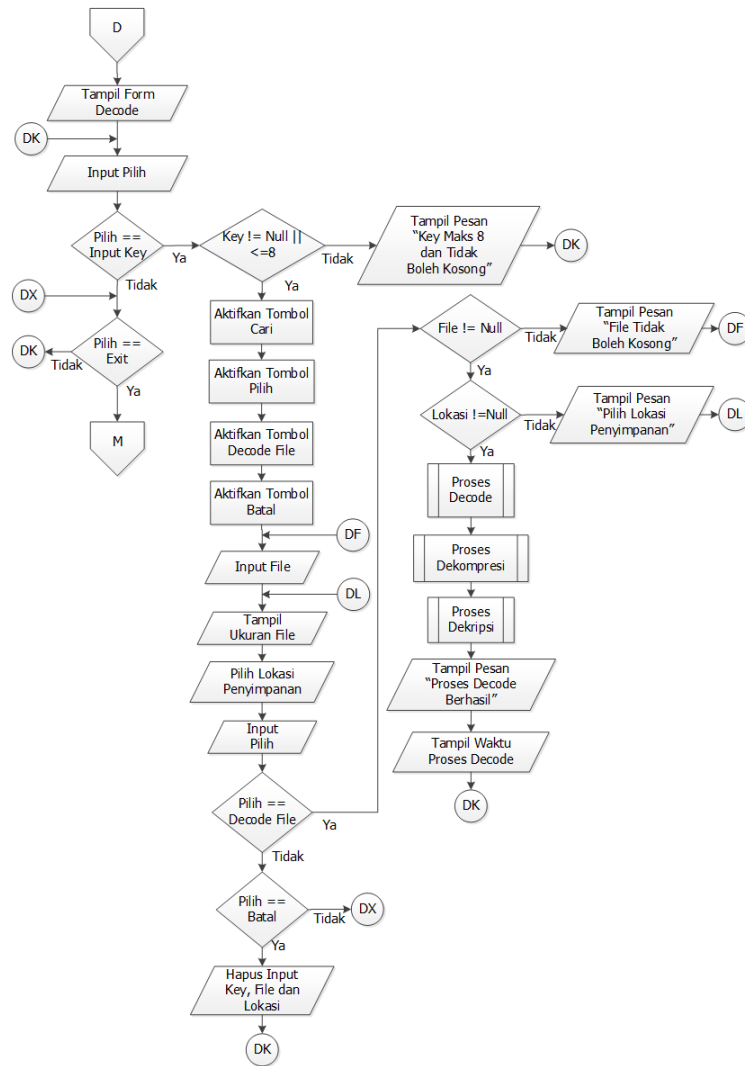 D
Tampil Form
Decode
DK
Input Pilih
Pilih ==
Input Key
Ya
Tidak
Key != Null ||
<=8
Tidak
Ya
Tampil Pesan
“Key Maks 8
dan Tidak
Boleh Kosong”
DK
DX
Pilih ==
Exit
DK
Tidak
Ya
M
Aktifkan Tombol
Cari
Aktifkan Tombol
Pilih
Aktifkan Tombol
Decode File
Aktifkan Tombol
Batal
DF
Input File
DL
Tampil
Ukuran File
Pilih Lokasi
Penyimpanan
Input
Pilih
Pilih ==
Decode File
Ya
Tidak
Pilih ==
Batal
Tidak
DX
Ya
Hapus Input
Key, File dan
Lokasi
DK
File != Null
Tidak
Tampil Pesan
“File Tidak
Boleh Kosong”
DF
Ya
Lokasi !=Null
Tidak
Tampil Pesan
“Pilih Lokasi
Penyimpanan”
DL
Ya
Proses
Decode
Proses
Dekompresi
Proses
Dekripsi
Tampil Pesan
“Proses Decode
Berhasil”
Tampil Waktu
Proses Decode
DK